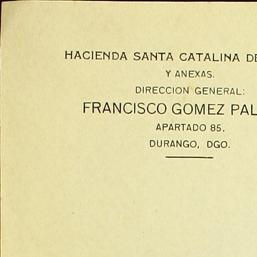 HACIENDA SANTA CATALINA DE
Y ANEXAS.
DIRECCION GENERAL:
FRANCISCO GOMEZ PAL
APARTADO 85.
DURANGO, DGO.